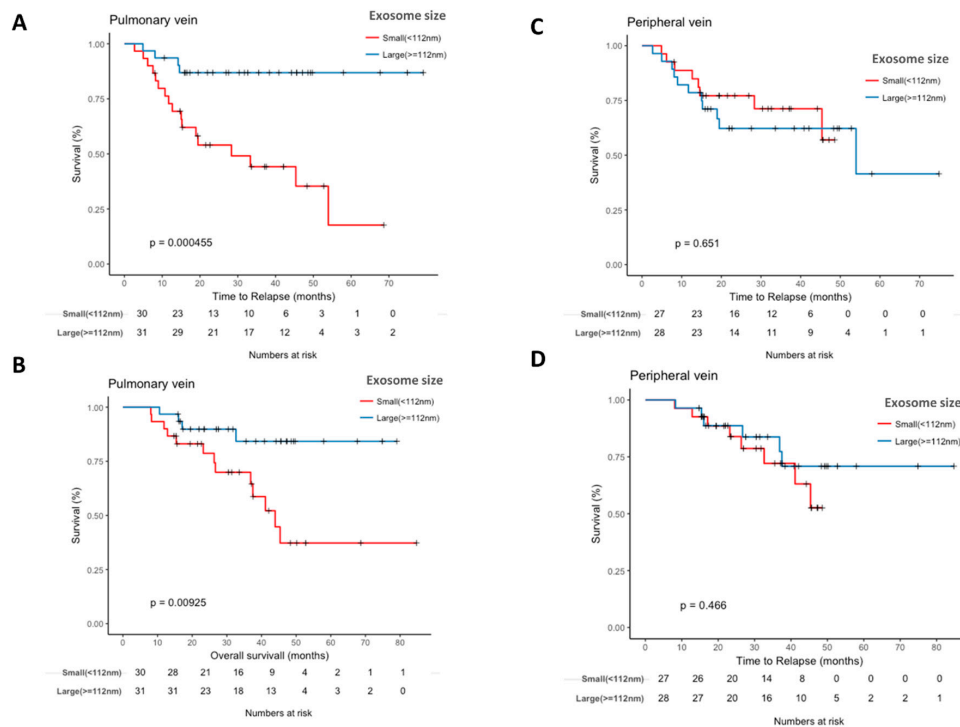 A
Pulmonary vein
Exosome size
Small(<112nm)
Large(>=112nm)
1.00
0.75
0.50
0.25
0.00
Survival (%)
p = 0.000455
0 10 20 30 40 50 60 70 80
Time to Relapse (months)
Small(<112nm) 30 23 13 10 6 3 1 0
Large(>=112nm) 31 29 21 17 12 4 3 2
Numbers at risk
B
Pulmonary vein
Exosome size
Small(<112nm)
Large(>=112nm)
1.00
0.75
0.50
0.25
0.00
Survival (%)
p = 0.00925
0 10 20 30 40 50 60 70 80
Overall survivall (months)
Small(<112nm) 30 28 21 16 9 4 2 1 1
Large(>=112nm) 31 31 23 18 13 4 3 2 0
Numbers at risk
C
Peripheral vein
Exosome size
Small(<112nm)
Large(>=112nm)
1.00
0.75
0.50
0.25
0.00
Survival (%)
p = 0.651
0 10 20 30 40 50 60 70 80
Time to Relapse (months)
Small(<112nm) 27 23 16 12 6 0 0 0
Large(>=112nm) 28 23 14 11 9 4 1 1
Numbers at risk
D
Peripheral vein
Exosome size
Small(<112nm)
Large(>=112nm)
1.00
0.75
0.50
0.25
0.00
Survival (%)
p = 0.466
0 10 20 30 40 50 60 70 80
Time to Relapse (months)
Small(<112nm) 27 26 20 14 8 0 0 0 0
Large(>=112nm) 28 27 20 16 10 5 2 2 1
Numbers at risk